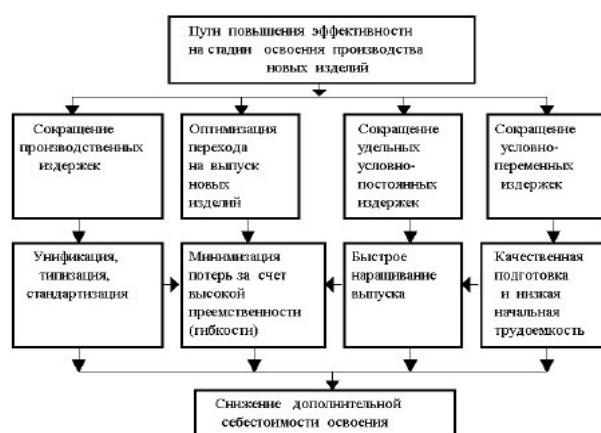 Пути повышения эффективности
на стадии освоения производства
новых изделий
Сокращение
производственных
издержек
Оптимизация
перехода
на выпуск
новых
изделий
Сокращение
удельных
условно-
постоянных
издержек
Сокращение
условно-
переменных
издержек
Унификация,
типизация,
стандартизация
Минимизация
потерь за счет
высокой
преемственности
(гибкости)
Быстрое
наращивание
выпуска
Качественная
подготовка
и низкая
начальная
трудоемкость
Снижение дополнительной
себестоимости освоения